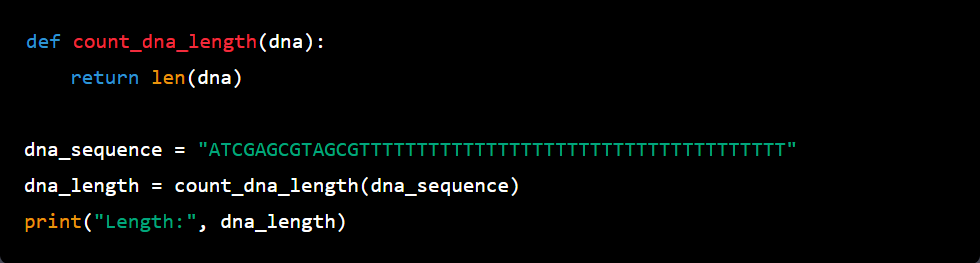 def count_dna_length(dna):
    return len(dna)
dna_sequence = "ATCGAGCGTAGCGTTTTTTTTTTTTTTTTTTTTTTTTTTTTTTTTTTTTT"
dna_length = count_dna_length(dna_sequence)
print("Length:", dna_length)